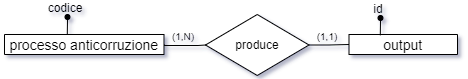 codice
id
processo anticorruzione
(1,N)
produce
(1,1)
output